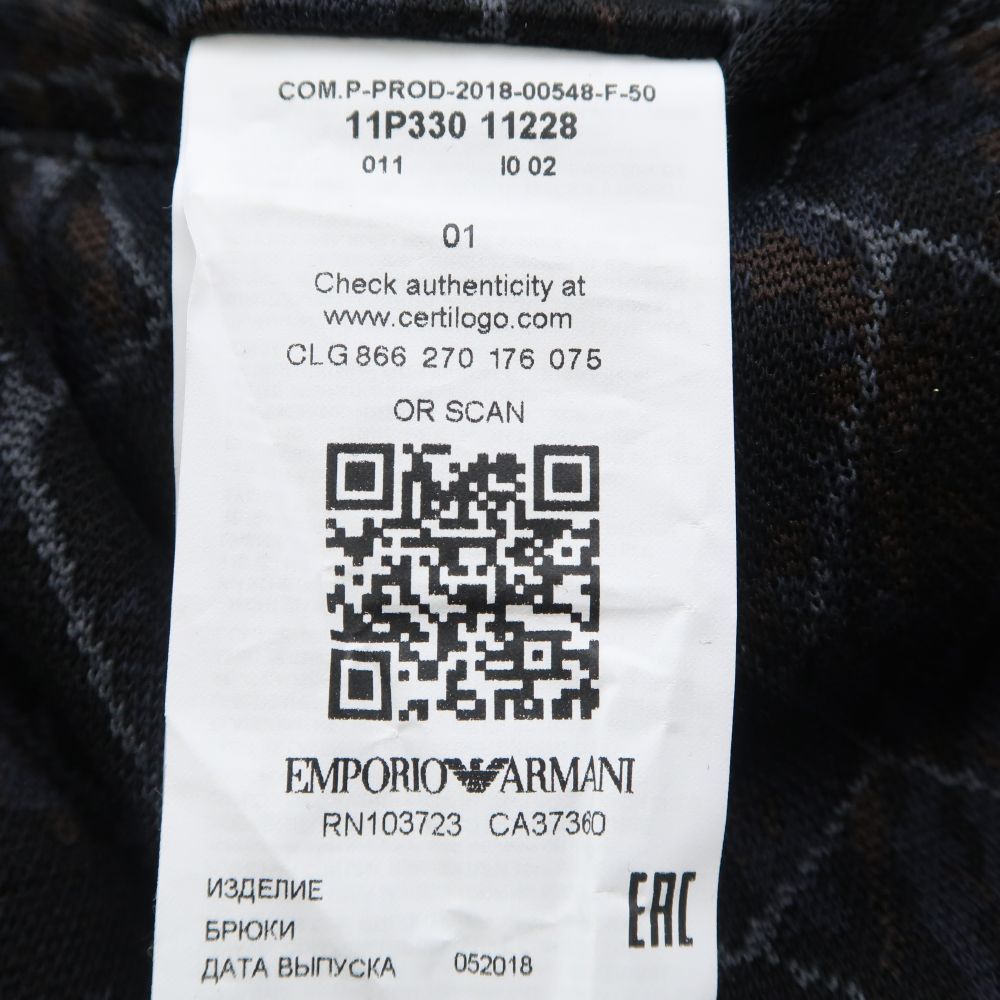 COM.P-PROD-2018-00548-F-50
11P330 11228
011 I0 02
01
Check authenticity at
www.certilogo.com
CLG 866 270 176 075
OR SCAN
EMPORIO ARMANI
RN103723 CA37360
ИЗДЕЛИЕ
EAC
БРЮКИ
ДАТА ВЫПУСКА 052018